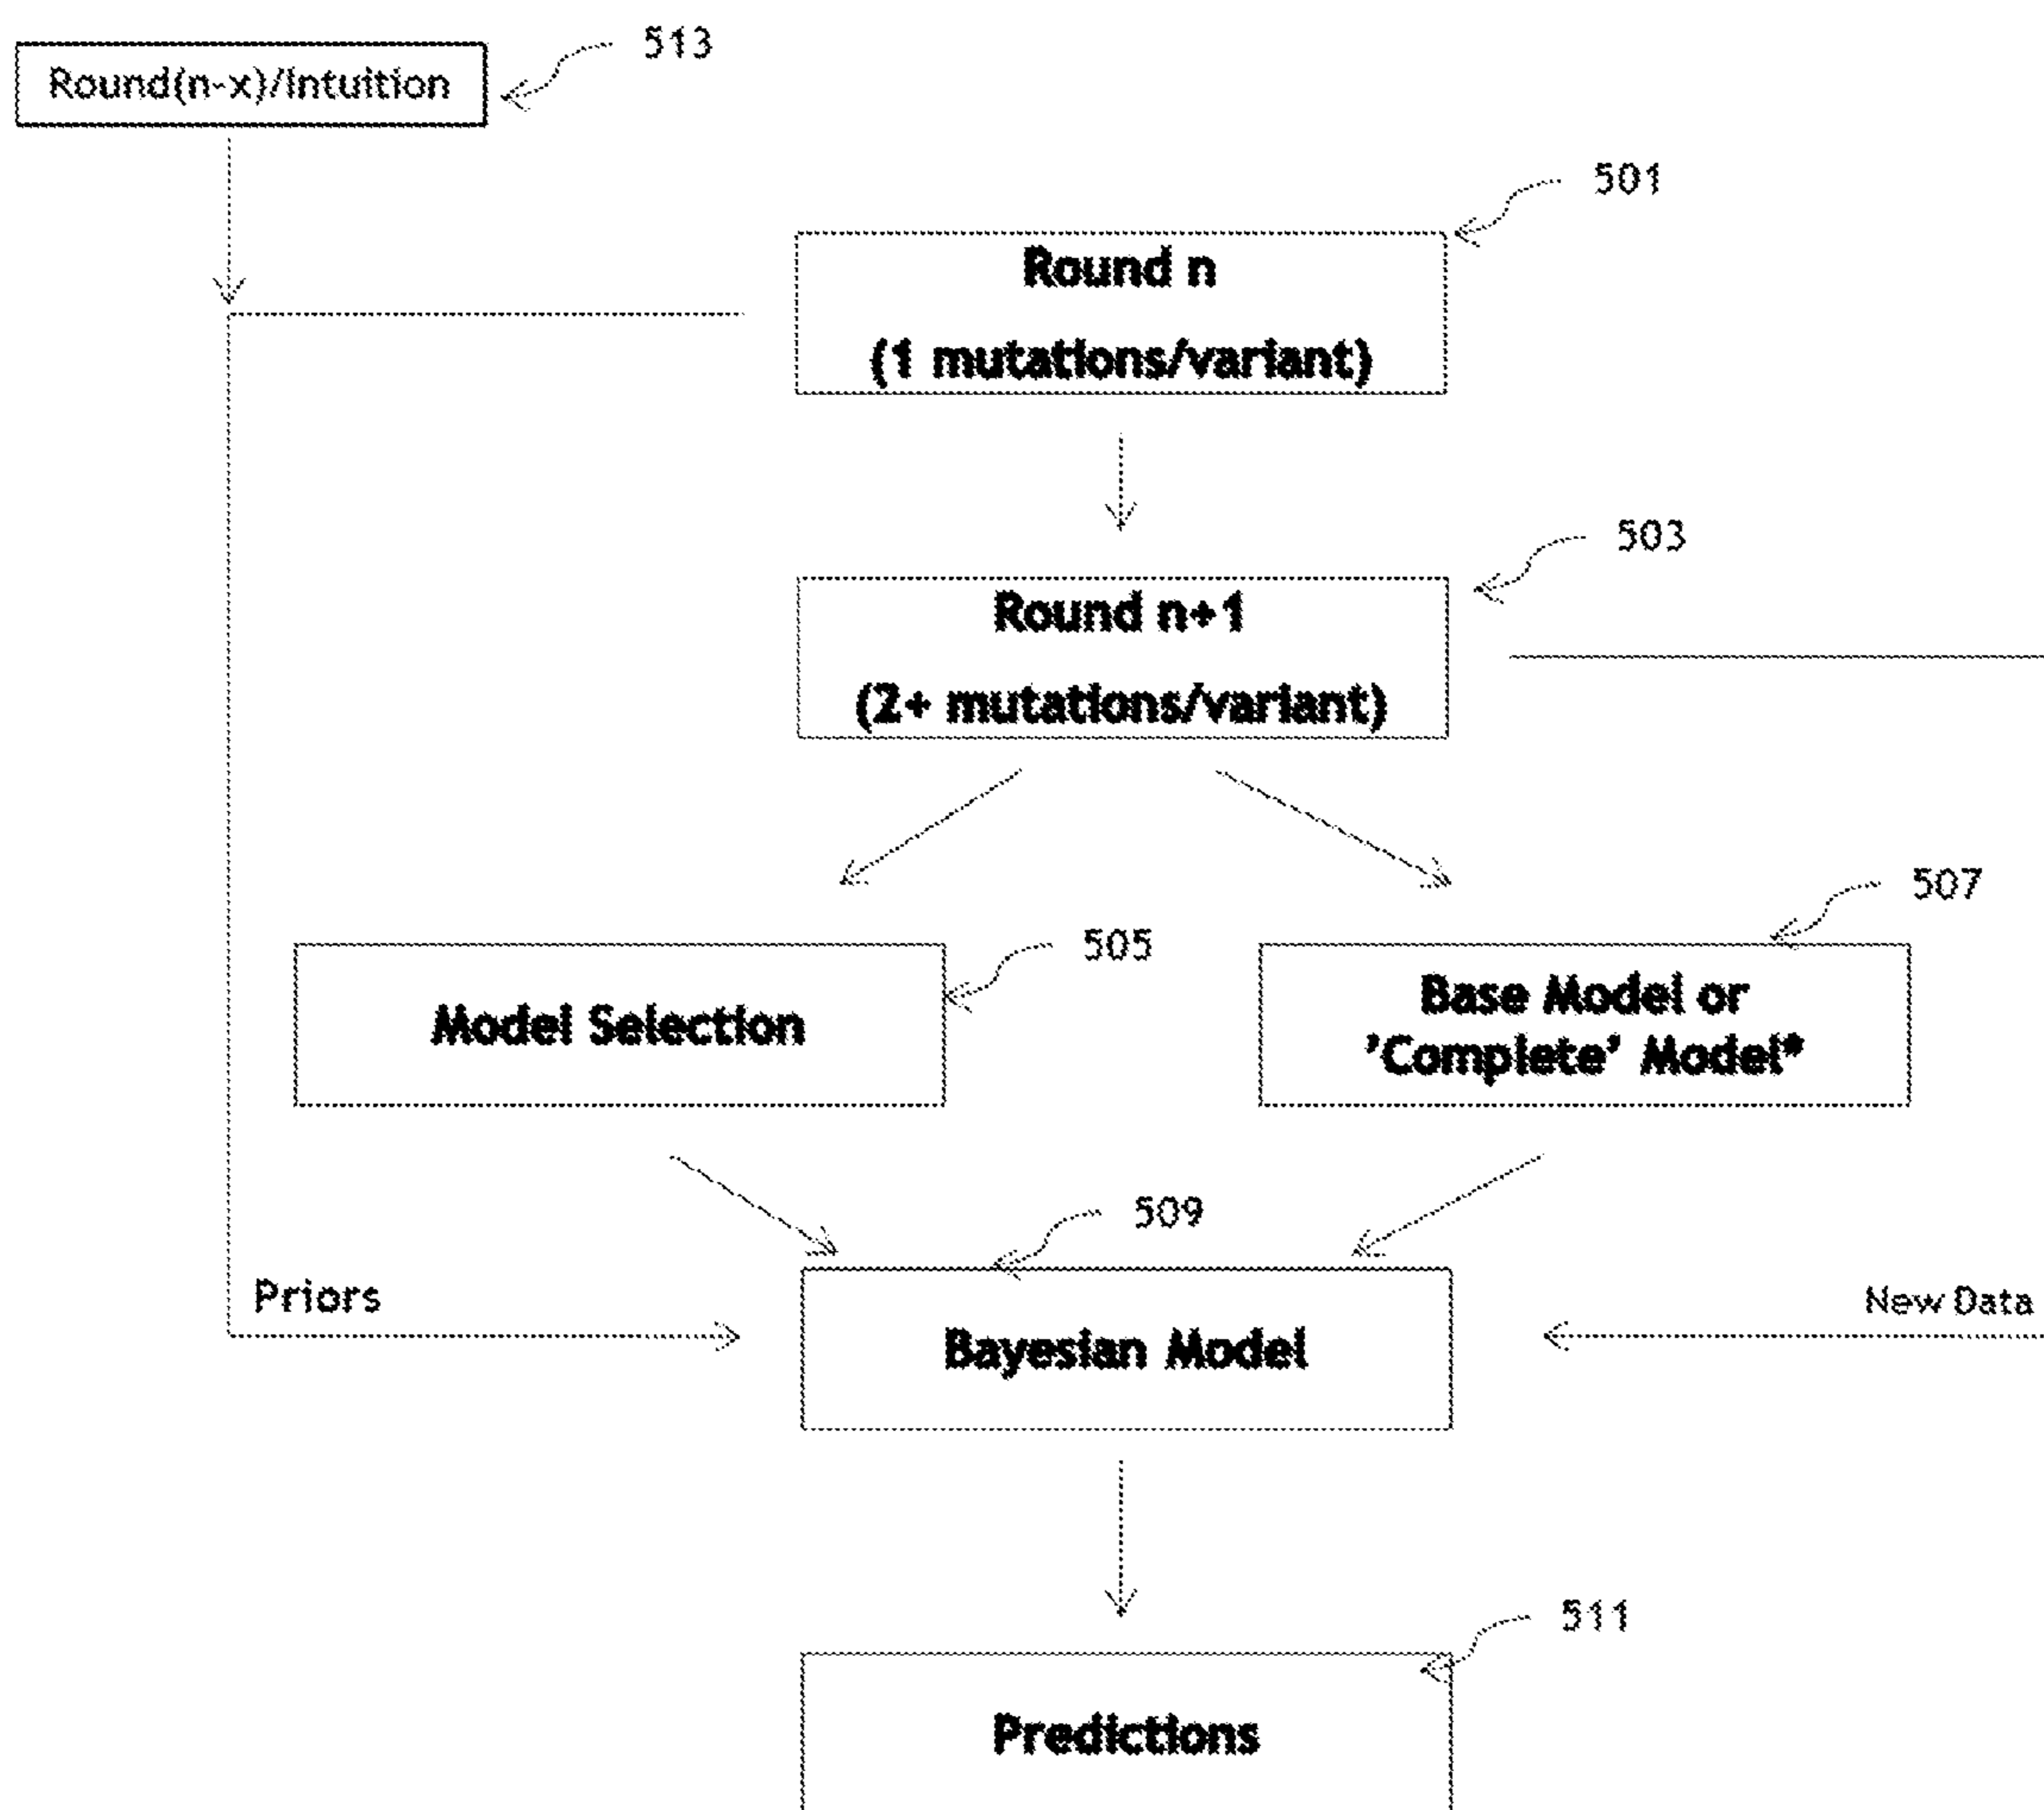 513
Round(n-x)/Intuition
501
Round n
(1 mutations/variant)
503
Round n+1
(2+ mutations/variant)
507
505
Base Model or
'Complete' Model*
Model Selection
509
Priors
New Data
Bayesian Model
511
Predictions